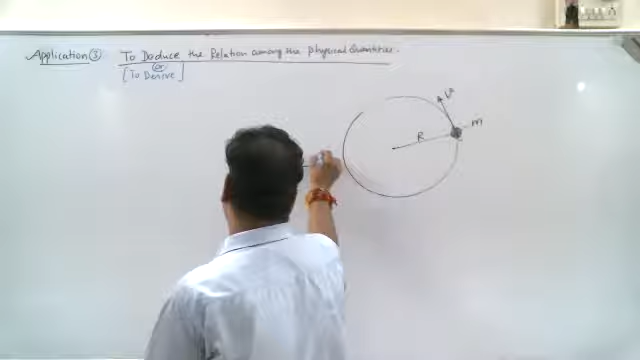 Application ③ To Deduce the Relation among the Physical Quantities.
(or)
[To Derive]
v
m
R